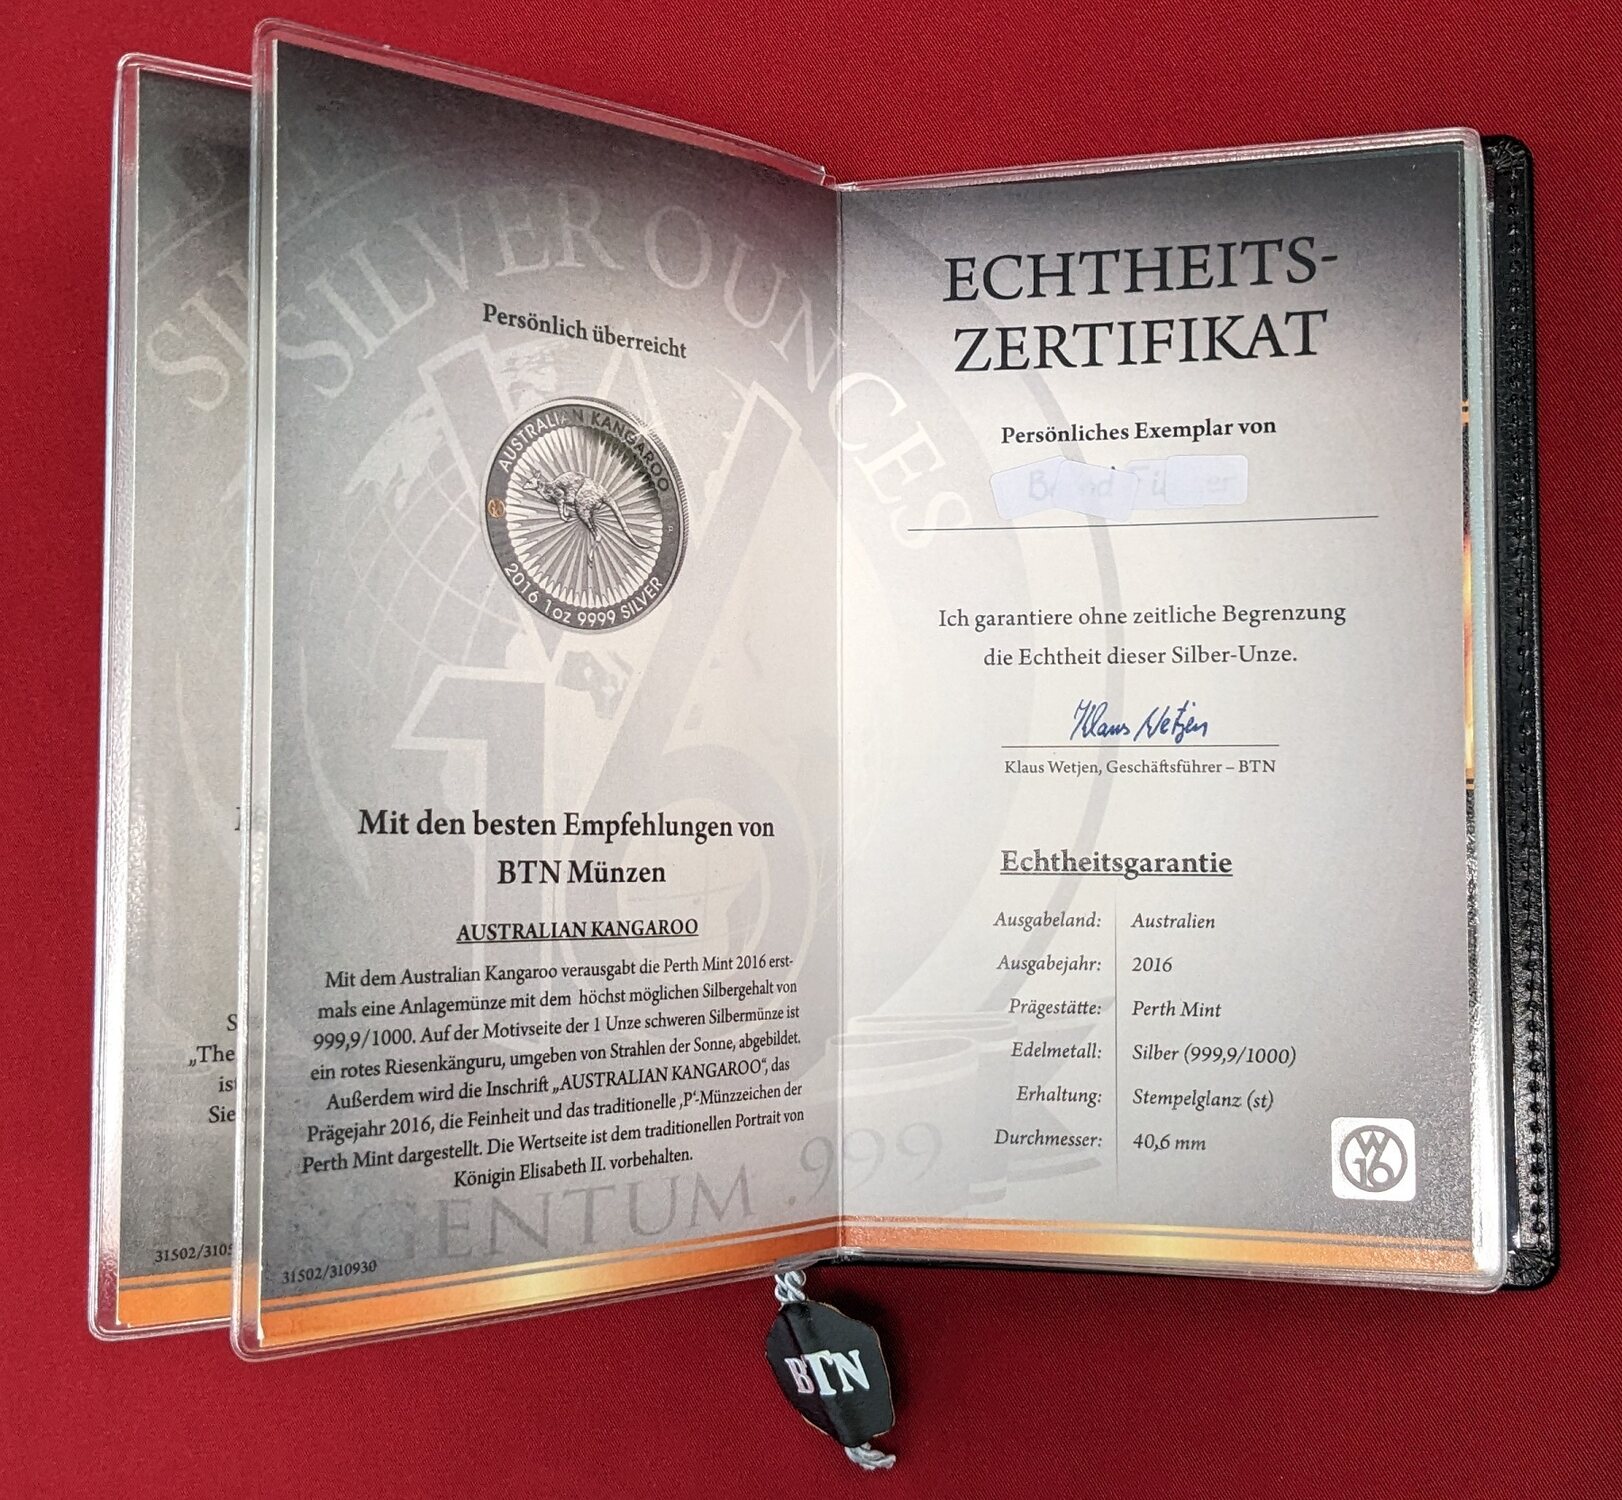 SILVER OUNCES
Persönlich überreicht
AUSTRALIAN KANGAROO
2016 1oz 9999 SILVER
Mit den besten Empfehlungen von
BTN Münzen
AUSTRALIAN KANGAROO
Mit dem Australian Kangaroo verausgabt die Perth Mint 2016 erst-
mals eine Anlagemünze mit dem höchst möglichen Silbergehalt von
999,9/1000. Auf der Motivseite der 1 Unze schweren Silbermünze ist
ein rotes Riesenkänguru, umgeben von Strahlen der Sonne, abgebildet.
Außerdem wird die Inschrift „AUSTRALIAN KANGAROO“, das
Prägejahr 2016, die Feinheit und das traditionelle ‚P‘-Münzzeichen der
Perth Mint dargestellt. Die Wertseite ist dem traditionellen Portrait von
Königin Elisabeth II. vorbehalten.
ARGENTUM .999
31502/310930
„The
Sie
31502/310
ECHTHEITS-
ZERTIFIKAT
Persönliches Exemplar von
Ich garantiere ohne zeitliche Begrenzung
die Echtheit dieser Silber-Unze.
Klaus Wetjen
Klaus Wetjen, Geschäftsführer – BTN
Echtheitsgarantie
Ausgabeland: Australien
Ausgabejahr: 2016
Prägestätte: Perth Mint
Edelmetall: Silber (999,9/1000)
Erhaltung: Stempelglanz (st)
Durchmesser: 40,6 mm
W
16
BTN